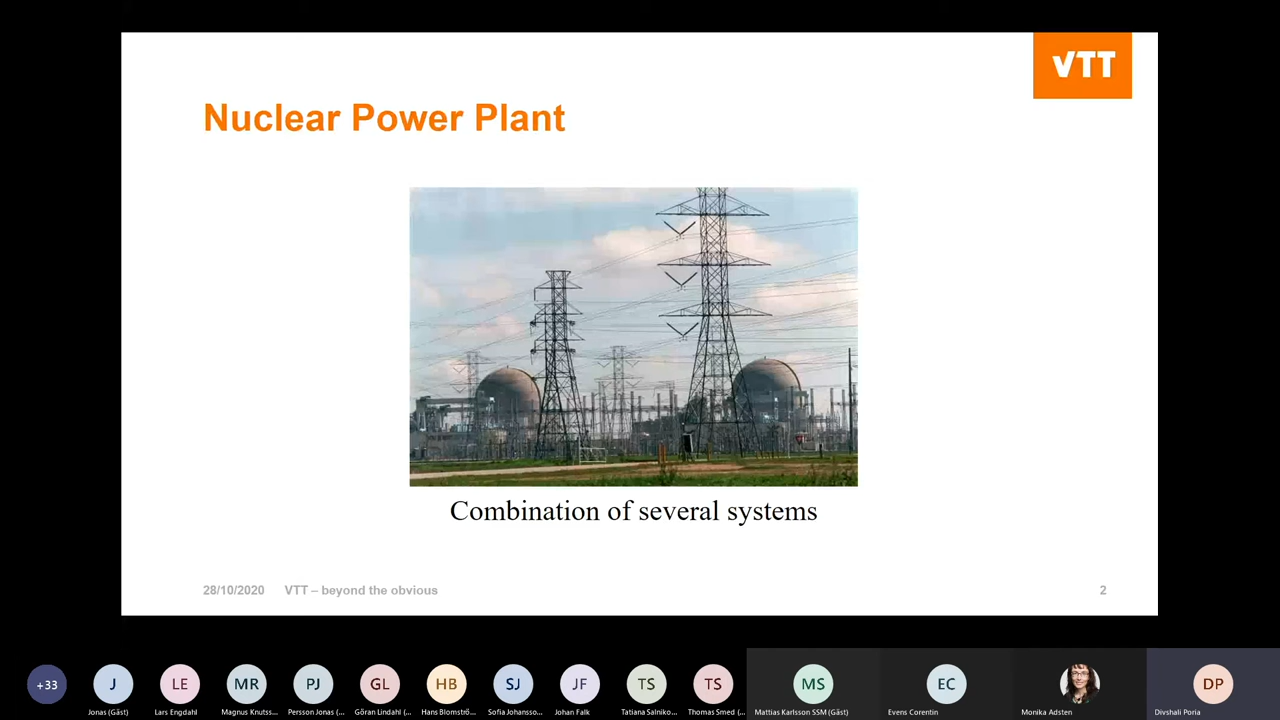 VTT
Nuclear Power Plant
Combination of several systems
28/10/2020 VTT – beyond the obvious 2
+33 J LE MR PJ GL HB SJ JF TS TS MS EC DP
Jonas (Gäst) Lars Engdahl Magnus Knutss... Persson Jonas (... Göran Lindahl (... Hans Blomströ... Sofia Johansso... Johan Falk Tatiana Salniko... Thomas Smed (... Mattias Karlsson SSM (Gäst) Evens Corentin Monika Adsten Divshali Poria